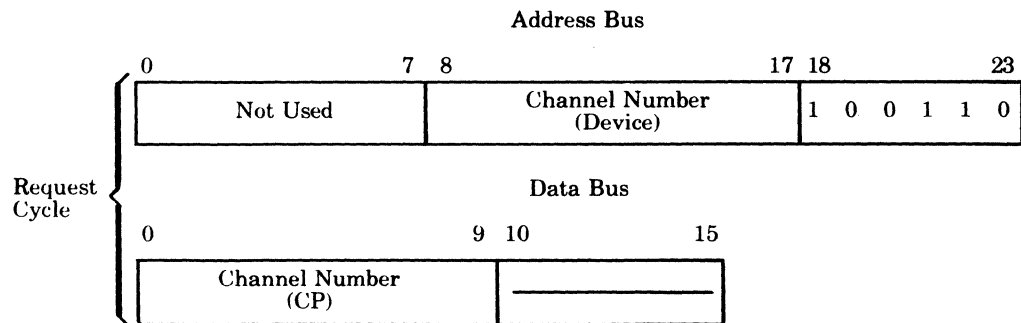 Address Bus
0 7 8 17 18 23
Not Used
Channel Number
(Device)
1 0 0 1 1 0
Request
Cycle
Data Bus
0 9 10 15
Channel Number
(CP)